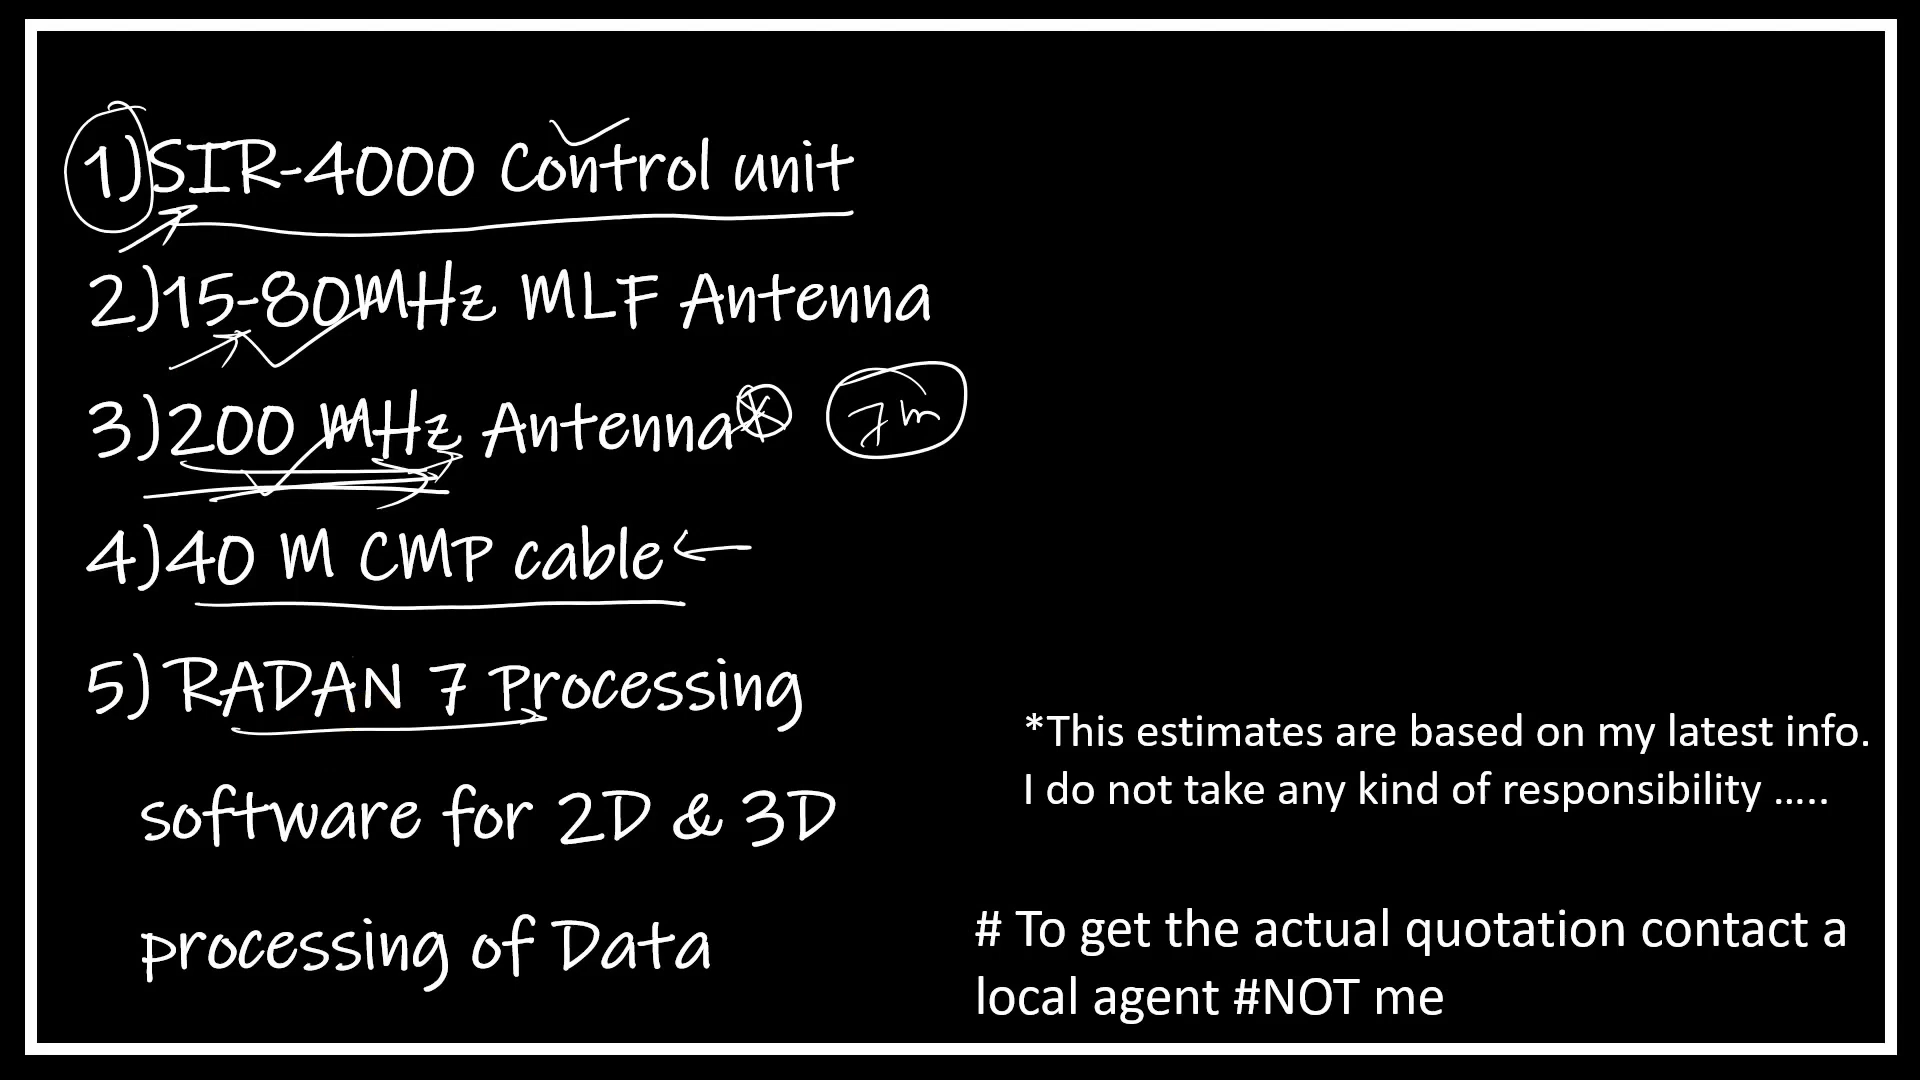 1)SIR-4000 Control unit
2)15-80MHz MLF Antenna
3)200 MHz Antenna* 7m
4)40 M CMP cable
5) RADAN 7 Processing
software for 2D & 3D
processing of Data
*This estimates are based on my latest info.
I do not take any kind of responsibility .....
# To get the actual quotation contact a
local agent #NOT me